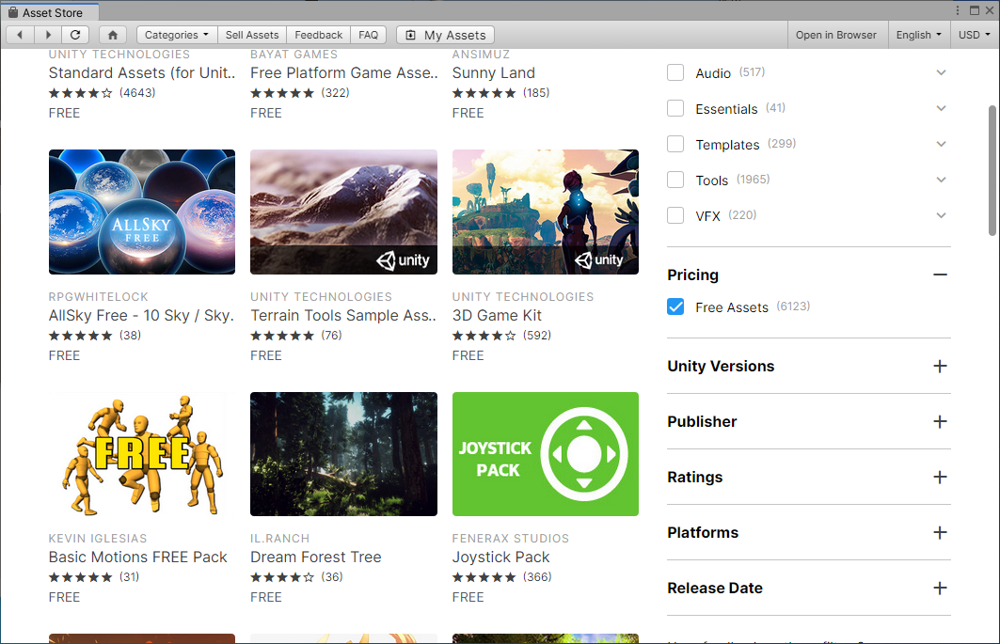 Asset Store
Categories
Sell Assets
Feedback
FAQ
My Assets
Open in Browser
English
USD
UNITY TECHNOLOGIES
Standard Assets (for Unit..
(4643)
FREE
BAYAT GAMES
Free Platform Game Asse..
(322)
FREE
ANSIMUZ
Sunny Land
(185)
FREE
ALLSKY
FREE
RPGWHITELOCK
AllSky Free - 10 Sky / Sky..
(38)
FREE
unity
UNITY TECHNOLOGIES
Terrain Tools Sample Ass..
(76)
FREE
unity
UNITY TECHNOLOGIES
3D Game Kit
(592)
FREE
FREE
KEVIN IGLESIAS
Basic Motions FREE Pack
(31)
FREE
IL.RANCH
Dream Forest Tree
(36)
FREE
JOYSTICK
PACK
FENERAX STUDIOS
Joystick Pack
(366)
FREE
Audio (517)
Essentials (41)
Templates (299)
Tools (1965)
VFX (220)
Pricing
Free Assets (6123)
Unity Versions
Publisher
Ratings
Platforms
Release Date